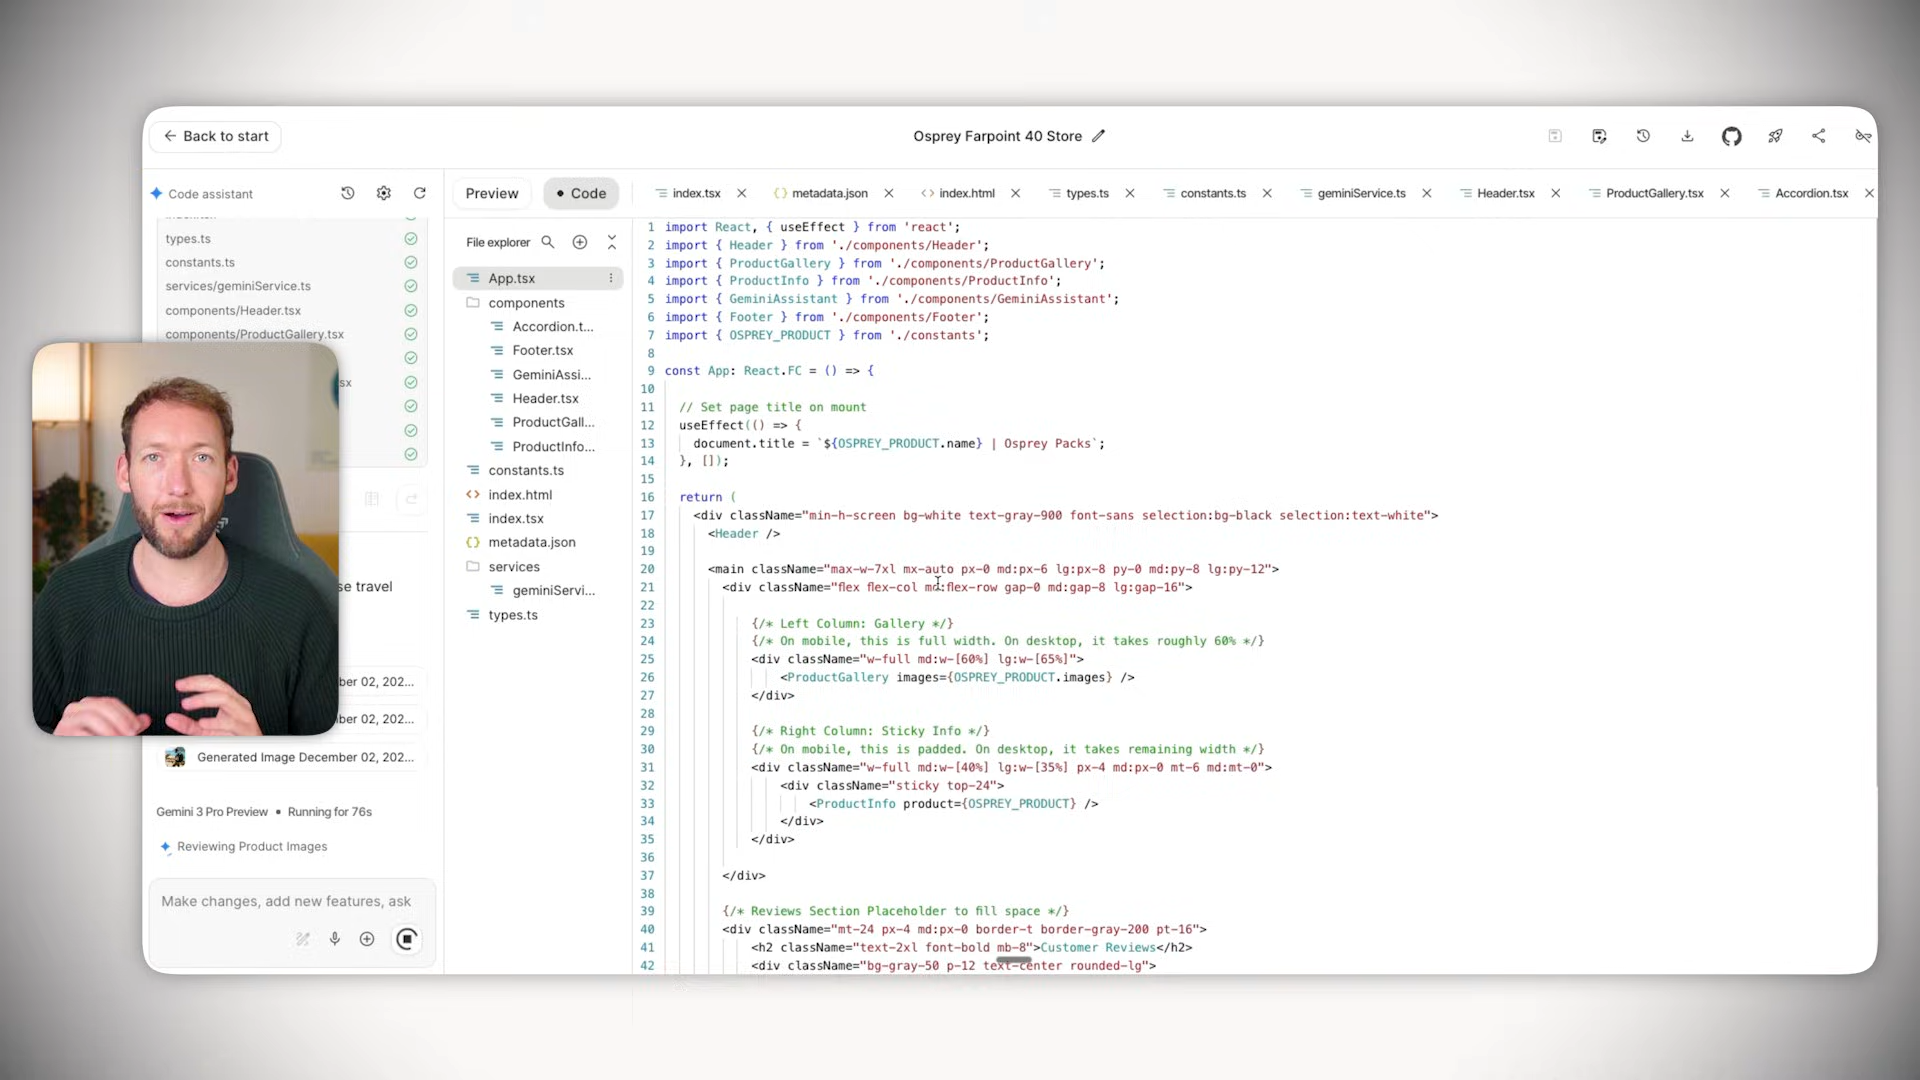 Back to start
Osprey Farpoint 40 Store
Code assistant
types.ts
constants.ts
services/geminiService.ts
components/Header.tsx
components/ProductGallery.tsx
sx
se travel
ber 02, 202...
ber 02, 202...
Generated Image December 02, 202...
Gemini 3 Pro Preview • Running for 76s
Reviewing Product Images
Make changes, add new features, ask
Preview
Code
File explorer
App.tsx
components
Accordion.t...
Footer.tsx
GeminiAssi...
Header.tsx
ProductGall...
ProductInfo...
constants.ts
index.html
index.tsx
metadata.json
services
geminiServi...
types.ts
index.tsx
metadata.json
index.html
types.ts
constants.ts
geminiService.ts
Header.tsx
ProductGallery.tsx
Accordion.tsx
1 import React, { useEffect } from 'react';
2 import { Header } from './components/Header';
3 import { ProductGallery } from './components/ProductGallery';
4 import { ProductInfo } from './components/ProductInfo';
5 import { GeminiAssistant } from './components/GeminiAssistant';
6 import { Footer } from './components/Footer';
7 import { OSPREY_PRODUCT } from './constants';
8
9 const App: React.FC = () => {
10
11 // Set page title on mount
12 useEffect(() => {
13 document.title = `${OSPREY_PRODUCT.name} | Osprey Packs`;
14 }, []);
15
16 return (
17 <div className="min-h-screen bg-white text-gray-900 font-sans selection:bg-black selection:text-white">
18 <Header />
19
20 <main className="max-w-7xl mx-auto px-0 md:px-6 lg:px-8 py-0 md:py-8 lg:py-12">
21 <div className="flex flex-col md:flex-row gap-0 md:gap-8 lg:gap-16">
22
23 {/* Left Column: Gallery */}
24 {/* On mobile, this is full width. On desktop, it takes roughly 60% */}
25 <div className="w-full md:w-[60%] lg:w-[65%]">
26 <ProductGallery images={OSPREY_PRODUCT.images} />
27 </div>
28
29 {/* Right Column: Sticky Info */}
30 {/* On mobile, this is padded. On desktop, it takes remaining width */}
31 <div className="w-full md:w-[40%] lg:w-[35%] px-4 md:px-0 mt-6 md:mt-0">
32 <div className="sticky top-24">
33 <ProductInfo product={OSPREY_PRODUCT} />
34 </div>
35 </div>
36
37 </div>
38
39 {/* Reviews Section Placeholder to fill space */}
40 <div className="mt-24 px-4 md:px-0 border-t border-gray-200 pt-16">
41 <h2 className="text-2xl font-bold mb-8">Customer Reviews</h2>
42 <div className="bg-gray-50 p-12 text-center rounded-lg">